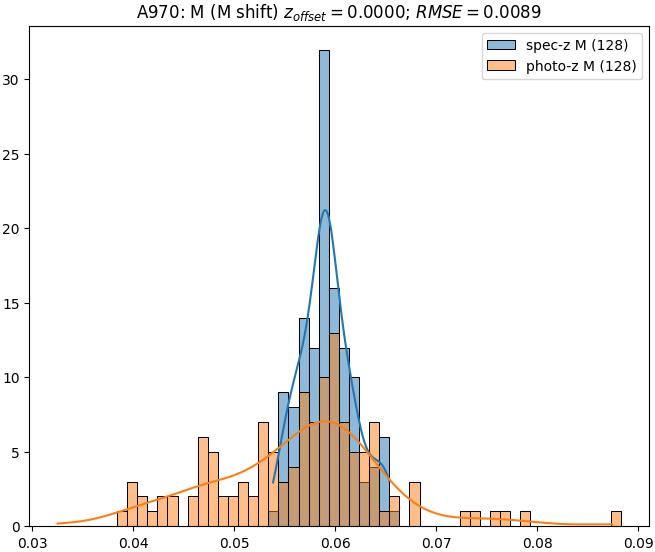 A970: M (M shift) z_offset = 0.0000; RMSE = 0.0089
spec-z M (128)
photo-z M (128)
30
25
20
15
10
5
0
0.03 0.04 0.05 0.06 0.07 0.08 0.09